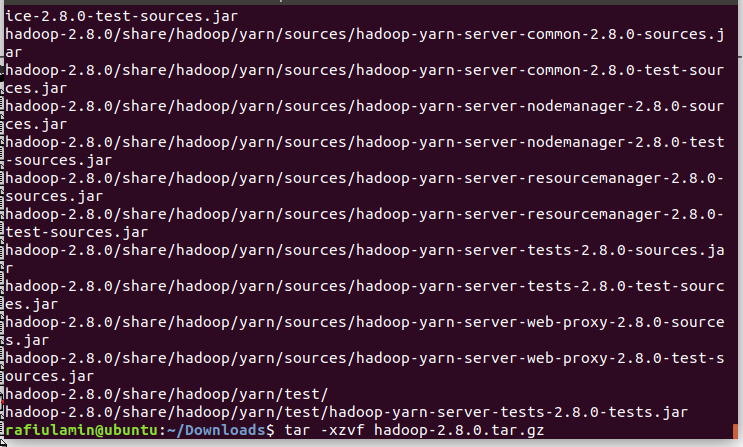 ice-2.8.0-test-sources.jar
hadoop-2.8.0/share/hadoop/yarn/sources/hadoop-yarn-server-common-2.8.0-sources.j
ar
hadoop-2.8.0/share/hadoop/yarn/sources/hadoop-yarn-server-common-2.8.0-test-sour
ces.jar
hadoop-2.8.0/share/hadoop/yarn/sources/hadoop-yarn-server-nodemanager-2.8.0-sour
ces.jar
hadoop-2.8.0/share/hadoop/yarn/sources/hadoop-yarn-server-nodemanager-2.8.0-test
-sources.jar
hadoop-2.8.0/share/hadoop/yarn/sources/hadoop-yarn-server-resourcemanager-2.8.0-
sources.jar
hadoop-2.8.0/share/hadoop/yarn/sources/hadoop-yarn-server-resourcemanager-2.8.0-
test-sources.jar
hadoop-2.8.0/share/hadoop/yarn/sources/hadoop-yarn-server-tests-2.8.0-sources.ja
r
hadoop-2.8.0/share/hadoop/yarn/sources/hadoop-yarn-server-tests-2.8.0-test-sourc
es.jar
hadoop-2.8.0/share/hadoop/yarn/sources/hadoop-yarn-server-web-proxy-2.8.0-source
s.jar
hadoop-2.8.0/share/hadoop/yarn/sources/hadoop-yarn-server-web-proxy-2.8.0-test-s
ources.jar
hadoop-2.8.0/share/hadoop/yarn/test/
hadoop-2.8.0/share/hadoop/yarn/test/hadoop-yarn-server-tests-2.8.0-tests.jar
rafiulamin@ubuntu:~/Downloads$ tar -xzvf hadoop-2.8.0.tar.gz